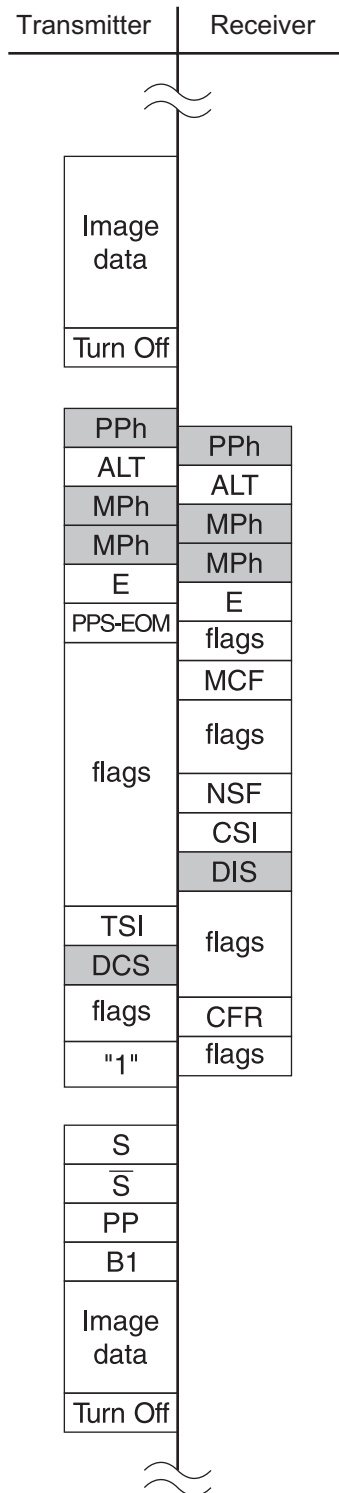 Transmitter Receiver
Image
data
Turn Off
PPh
ALT
MPh
MPh
E
PPS-EOM
flags
TSI
DCS
flags
"1"
PPh
ALT
MPh
MPh
E
flags
MCF
flags
NSF
CSI
DIS
flags
CFR
flags
S
S̅
PP
B1
Image
data
Turn Off